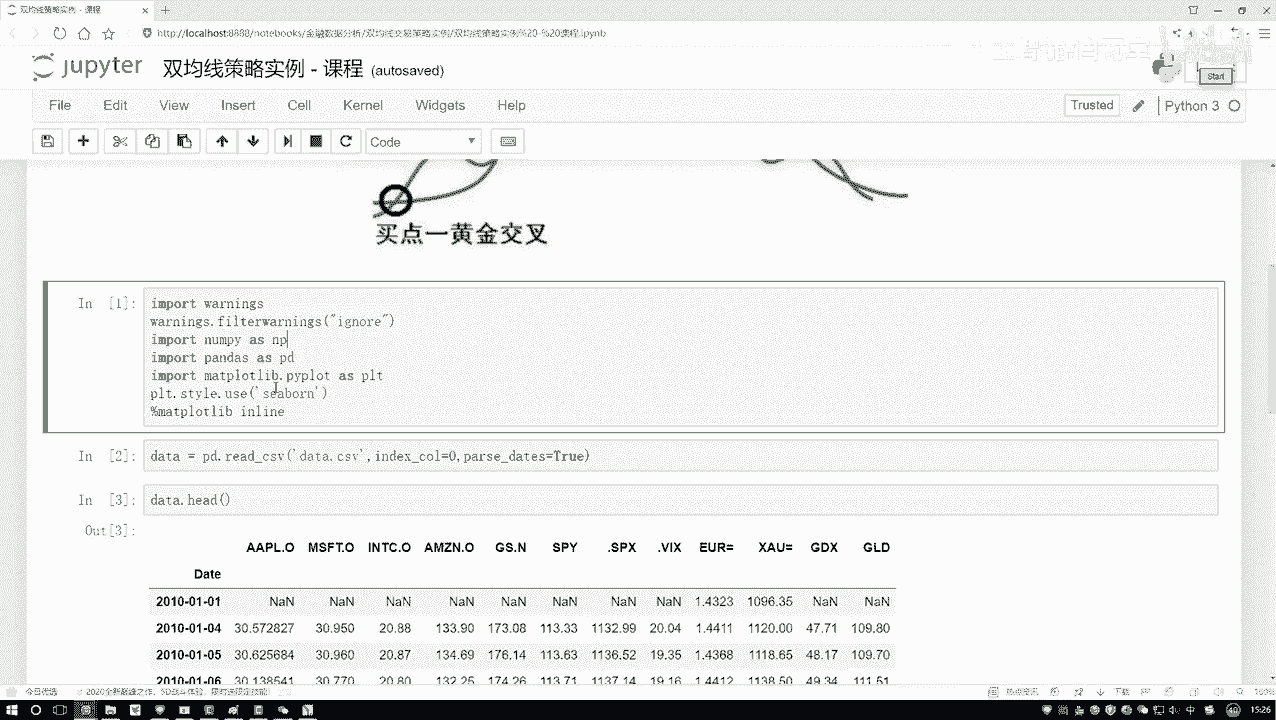 双均线策略实例 - 课程
http://localhost:8888/notebooks/金融数据分析/双均线交易策略实例/双均线策略实例%20-%20课程.ipynb
jupyter 双均线策略实例 - 课程 (autosaved)
Start
File Edit View Insert Cell Kernel Widgets Help
Trusted Python 3
Code
买点一黄金交叉
In [1]: import warnings
warnings.filterwarnings("ignore")
import numpy as np
import pandas as pd
import matplotlib.pyplot as plt
plt.style.use('seaborn')
%matplotlib inline
In [2]: data = pd.read_csv('data.csv',index_col=0,parse_dates=True)
In [3]: data.head()
Out[3]:
AAPL.O MSFT.O INTC.O AMZN.O GS.N SPY .SPX .VIX EUR= XAU= GDX GLD
Date
2010-01-01 NaN NaN NaN NaN NaN NaN NaN NaN 1.4323 1096.35 NaN NaN
2010-01-04 30.572827 30.950 20.88 133.90 173.08 113.33 1132.99 20.04 1.4411 1120.00 47.71 109.80
2010-01-05 30.625684 30.960 20.87 134.69 176.14 113.63 1136.52 19.35 1.4368 1118.65 48.17 109.70
2010-01-06 30.138541 30.770 20.80 132.25 174.26 113.71 1137.14 19.16 1.4412 1138.50 49.34 111.51
今日优选
下载
100%
中
15:26